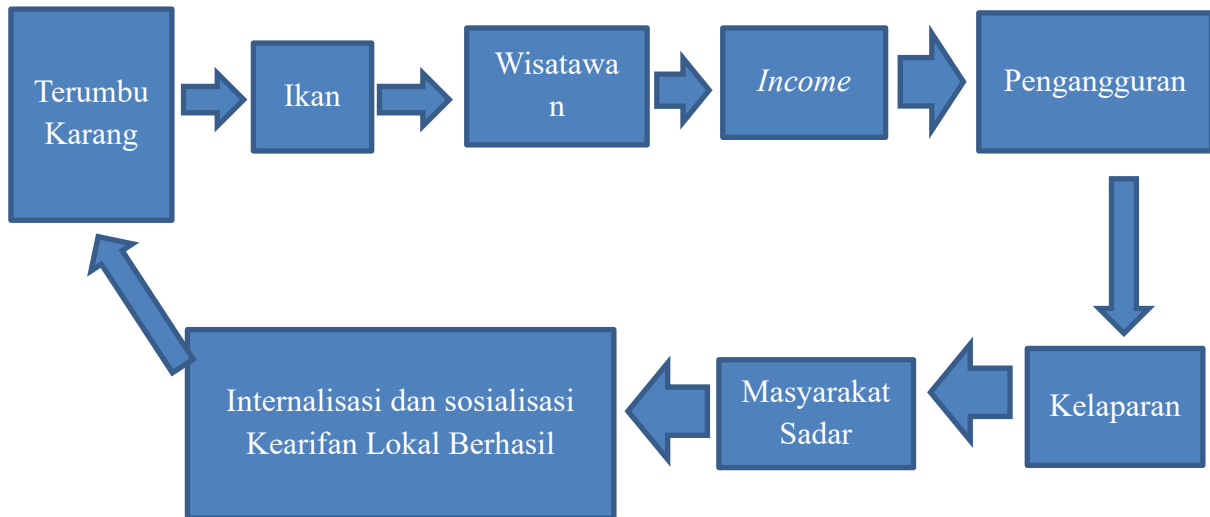 Terumbu
Karang
Ikan
Wisatawa
n
Income
Pengangguran
Kelaparan
Masyarakat
Sadar
Internalisasi dan sosialisasi
Kearifan Lokal Berhasil